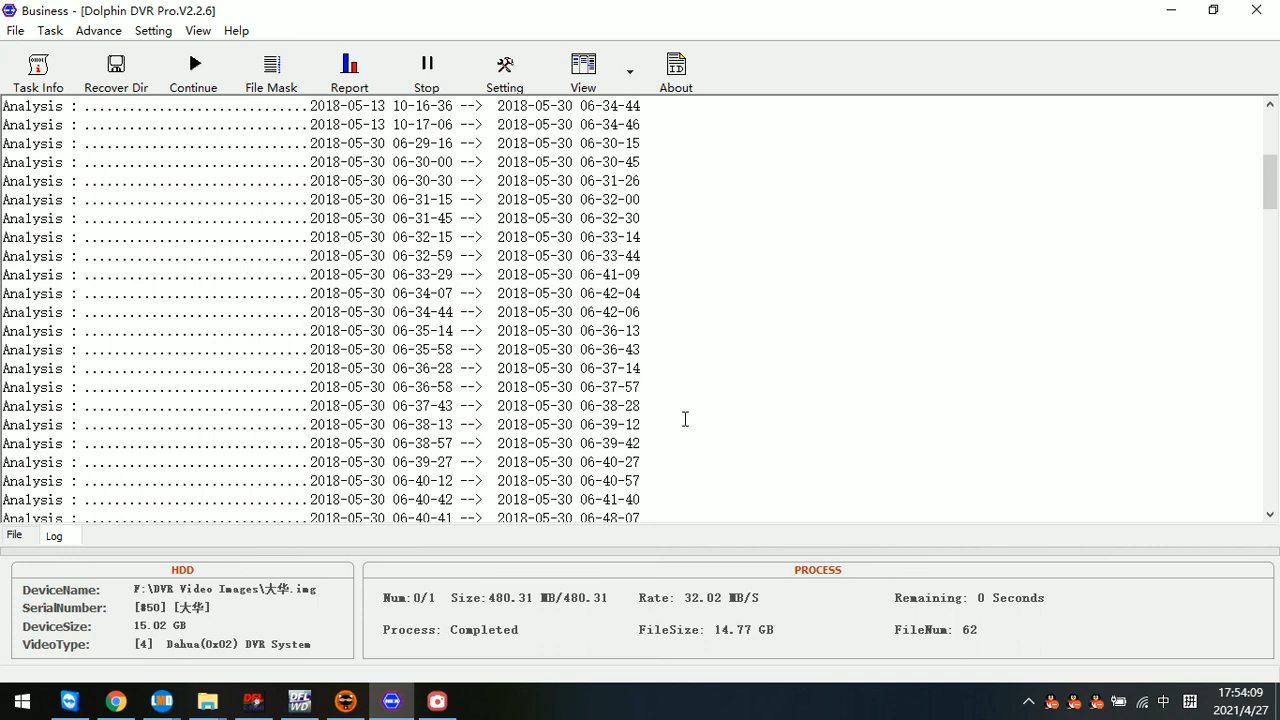 Business - [Dolphin DVR Pro.V2.2.6]
File Task Advance Setting View Help
Task Info Recover Dir Continue File Mask Report Stop Setting View About
Analysis : ..............................2018-05-13 10-16-36 --> 2018-05-30 06-34-44
Analysis : ..............................2018-05-13 10-17-06 --> 2018-05-30 06-34-46
Analysis : ..............................2018-05-30 06-29-16 --> 2018-05-30 06-30-15
Analysis : ..............................2018-05-30 06-30-00 --> 2018-05-30 06-30-45
Analysis : ..............................2018-05-30 06-30-30 --> 2018-05-30 06-31-26
Analysis : ..............................2018-05-30 06-31-15 --> 2018-05-30 06-32-00
Analysis : ..............................2018-05-30 06-31-45 --> 2018-05-30 06-32-30
Analysis : ..............................2018-05-30 06-32-15 --> 2018-05-30 06-33-14
Analysis : ..............................2018-05-30 06-32-59 --> 2018-05-30 06-33-44
Analysis : ..............................2018-05-30 06-33-29 --> 2018-05-30 06-41-09
Analysis : ..............................2018-05-30 06-34-07 --> 2018-05-30 06-42-04
Analysis : ..............................2018-05-30 06-34-44 --> 2018-05-30 06-42-06
Analysis : ..............................2018-05-30 06-35-14 --> 2018-05-30 06-36-13
Analysis : ..............................2018-05-30 06-35-58 --> 2018-05-30 06-36-43
Analysis : ..............................2018-05-30 06-36-28 --> 2018-05-30 06-37-14
Analysis : ..............................2018-05-30 06-36-58 --> 2018-05-30 06-37-57
Analysis : ..............................2018-05-30 06-37-43 --> 2018-05-30 06-38-28
Analysis : ..............................2018-05-30 06-38-13 --> 2018-05-30 06-39-12
Analysis : ..............................2018-05-30 06-38-57 --> 2018-05-30 06-39-42
Analysis : ..............................2018-05-30 06-39-27 --> 2018-05-30 06-40-27
Analysis : ..............................2018-05-30 06-40-12 --> 2018-05-30 06-40-57
Analysis : ..............................2018-05-30 06-40-42 --> 2018-05-30 06-41-40
Analysis : ..............................2018-05-30 06-40-41 --> 2018-05-30 06-48-07
File Log
HDD
DeviceName: F:\DVR Video Images\大华.img
SerialNumber: [#50] [大华]
DeviceSize: 15.02 GB
VideoType: [4] Dahua(0x02) DVR System
PROCESS
Num:0/1 Size:480.31 MB/480.31 Rate: 32.02 MB/S Remaining: 0 Seconds
Process: Completed FileSize: 14.77 GB FileNum: 62
DFL DFL WD
中 拼
17:54:09
2021/4/27